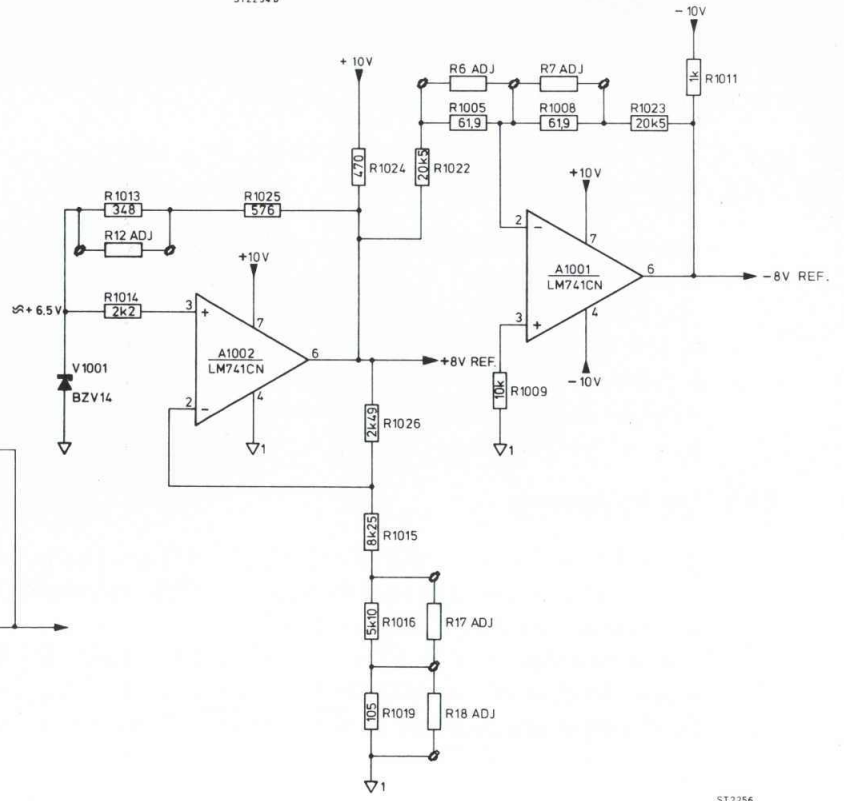 - 10V
R6 ADJ
R7 ADJ
1k
R1011
+ 10V
R1005
61,9
R1008
61,9
R1023
20k5
470
R1024
20k5
R1022
R1013
348
R1025
576
R12 ADJ
+10V
2
-
7
A1001
LM741CN
6
-8V REF.
3
+
4
-10V
10k
R1009
1
+10V
≈ + 6.5V
R1014
2k2
3
+
7
A1002
LM741CN
6
+8V REF.
2
-
4
1
V1001
BZV14
2k49
R1026
8k25
R1015
5k10
R1016
R17 ADJ
105
R1019
R18 ADJ
1